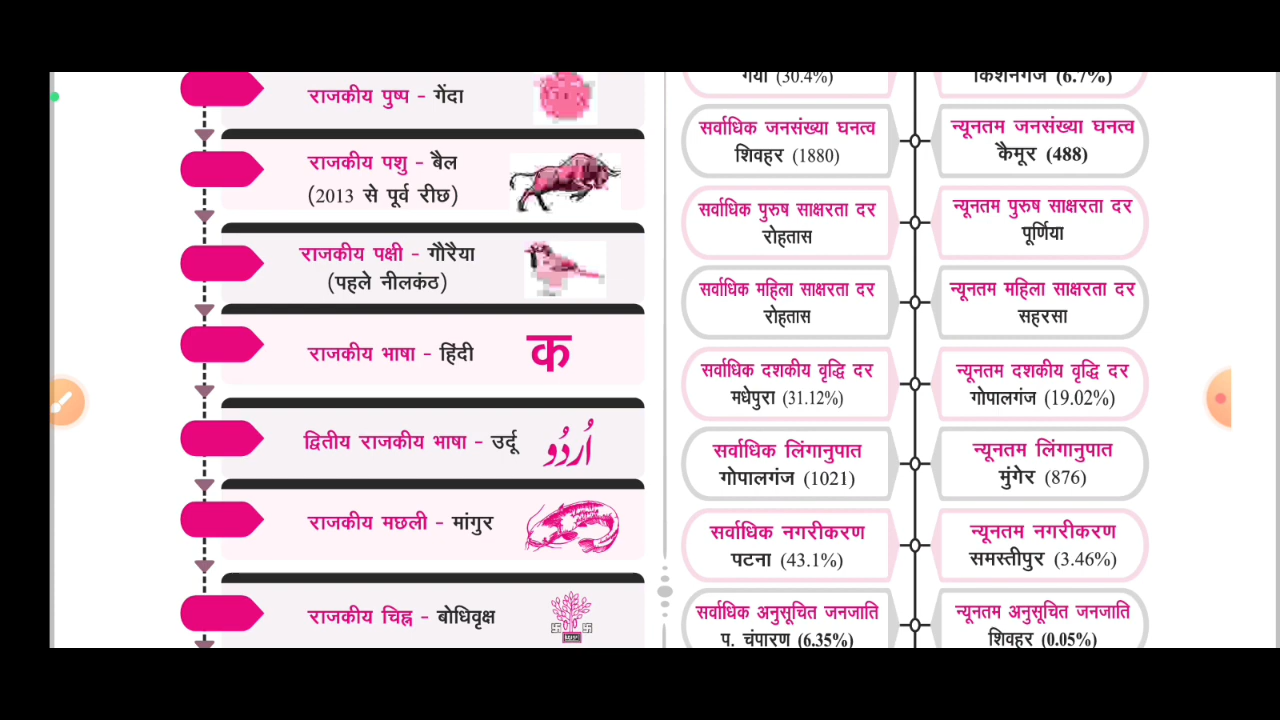 राजकीय पुष्प - गेंदा
राजकीय पशु - बैल
(2013 से पूर्व रीछ)
राजकीय पक्षी - गौरैया
(पहले नीलकंठ)
राजकीय भाषा - हिंदी
क
द्वितीय राजकीय भाषा - उर्दू
اُردُو
राजकीय मछली - मांगुर
राजकीय चिह्न - बोधिवृक्ष
गया (30.4%)
किशनगंज (6.7%)
सर्वाधिक जनसंख्या घनत्व
शिवहर (1880)
न्यूनतम जनसंख्या घनत्व
कैमूर (488)
सर्वाधिक पुरुष साक्षरता दर
रोहतास
न्यूनतम पुरुष साक्षरता दर
पूर्णिया
सर्वाधिक महिला साक्षरता दर
रोहतास
न्यूनतम महिला साक्षरता दर
सहरसा
सर्वाधिक दशकीय वृद्धि दर
मधेपुरा (31.12%)
न्यूनतम दशकीय वृद्धि दर
गोपालगंज (19.02%)
सर्वाधिक लिंगानुपात
गोपालगंज (1021)
न्यूनतम लिंगानुपात
मुंगेर (876)
सर्वाधिक नगरीकरण
पटना (43.1%)
न्यूनतम नगरीकरण
समस्तीपुर (3.46%)
सर्वाधिक अनुसूचित जनजाति
प. चंपारण (6.35%)
न्यूनतम अनुसूचित जनजाति
शिवहर (0.05%)